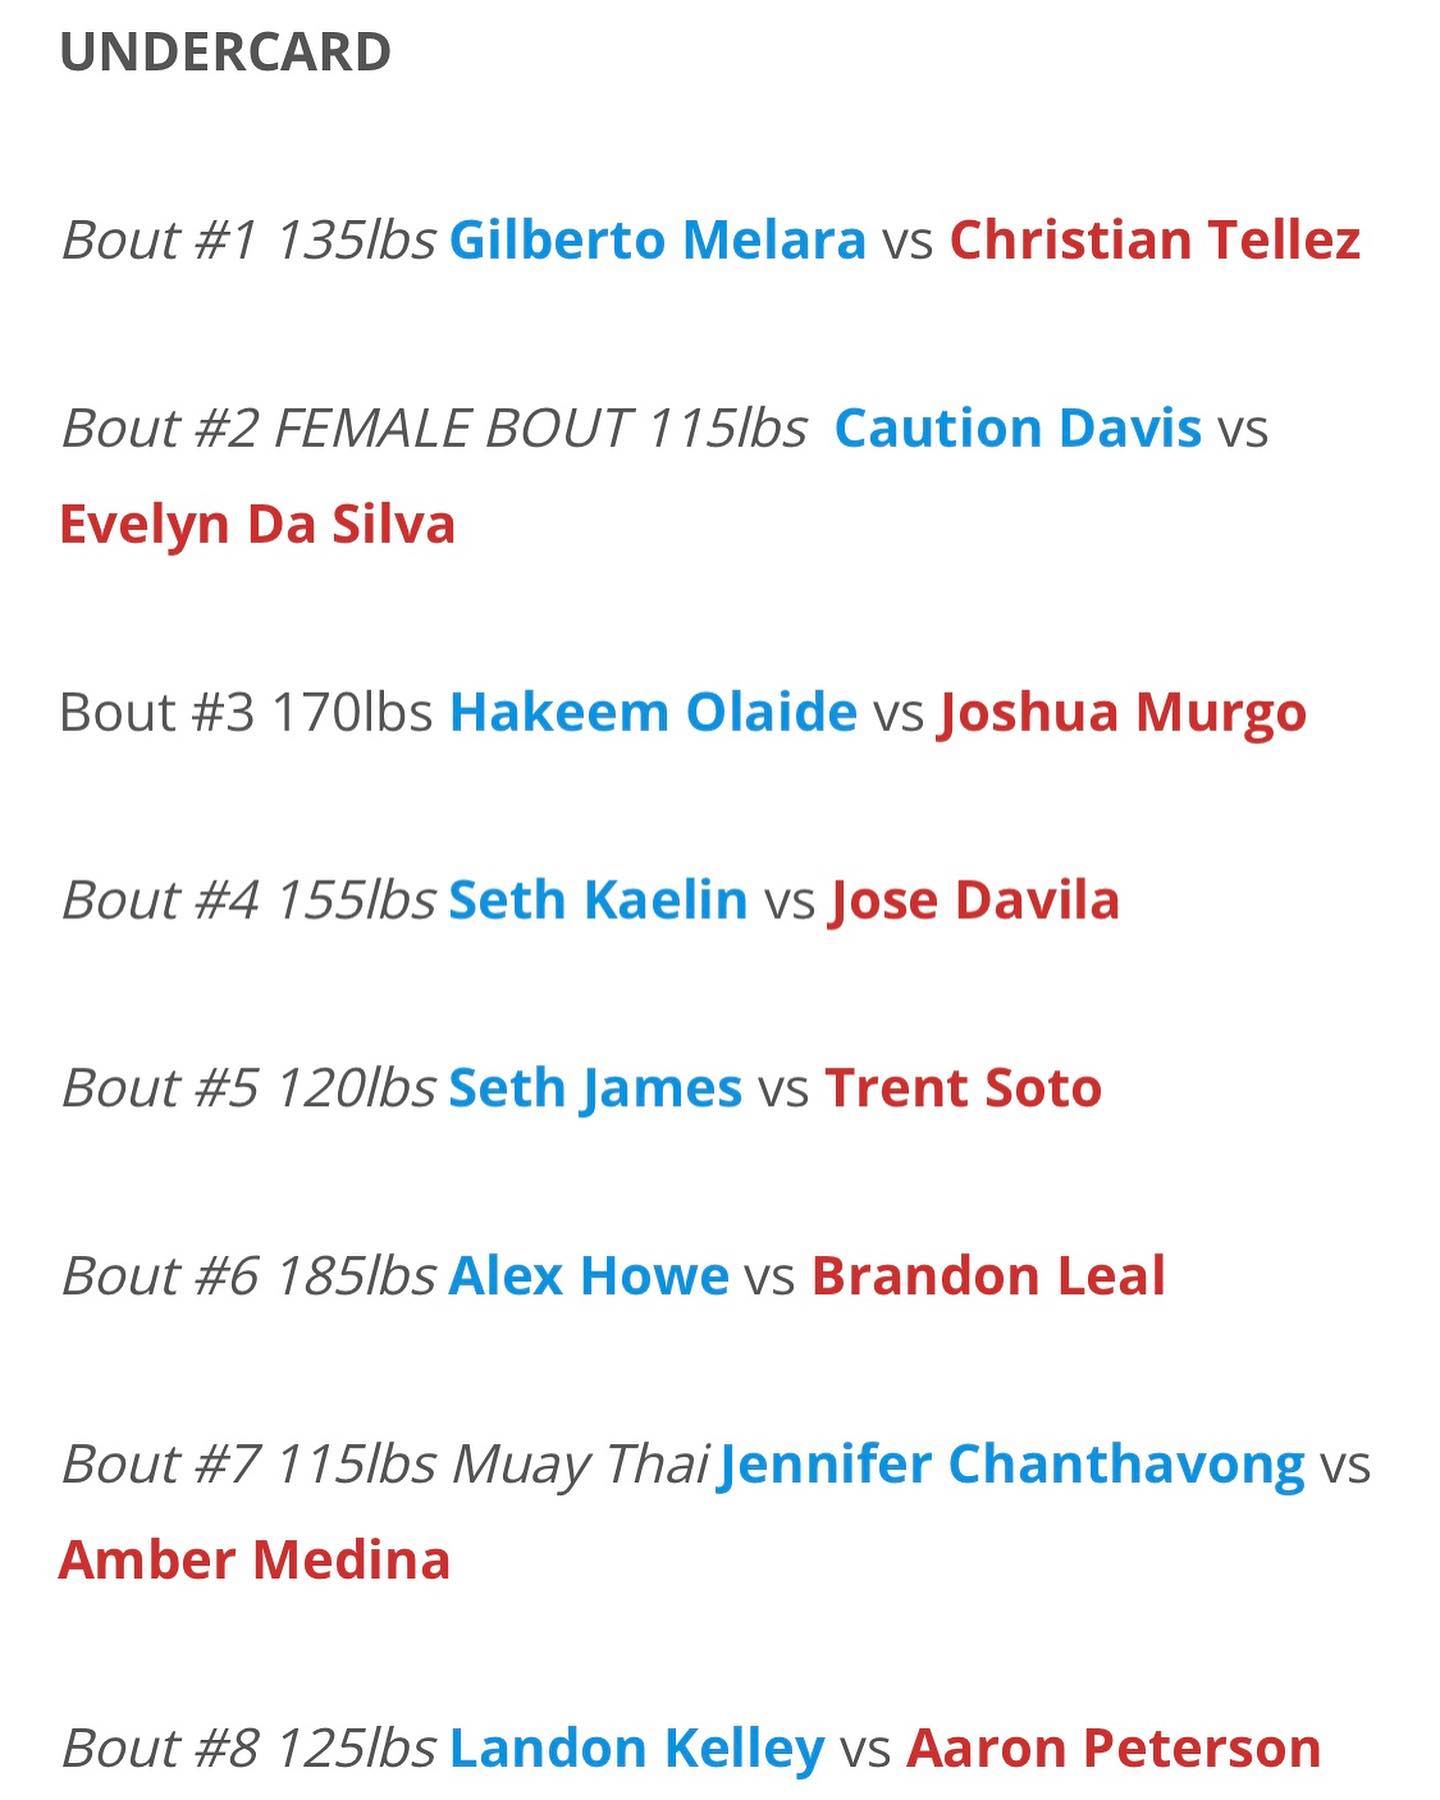 UNDERCARD
Bout #1 135lbs Gilberto Melara vs Christian Tellez
Bout #2 FEMALE BOUT 115lbs Caution Davis vs
Evelyn Da Silva
Bout #3 170lbs Hakeem Olaide vs Joshua Murgo
Bout #4 155lbs Seth Kaelin vs Jose Davila
Bout #5 120lbs Seth James vs Trent Soto
Bout #6 185lbs Alex Howe vs Brandon Leal
Bout #7 115lbs Muay Thai Jennifer Chanthavong vs
Amber Medina
Bout #8 125lbs Landon Kelley vs Aaron Peterson